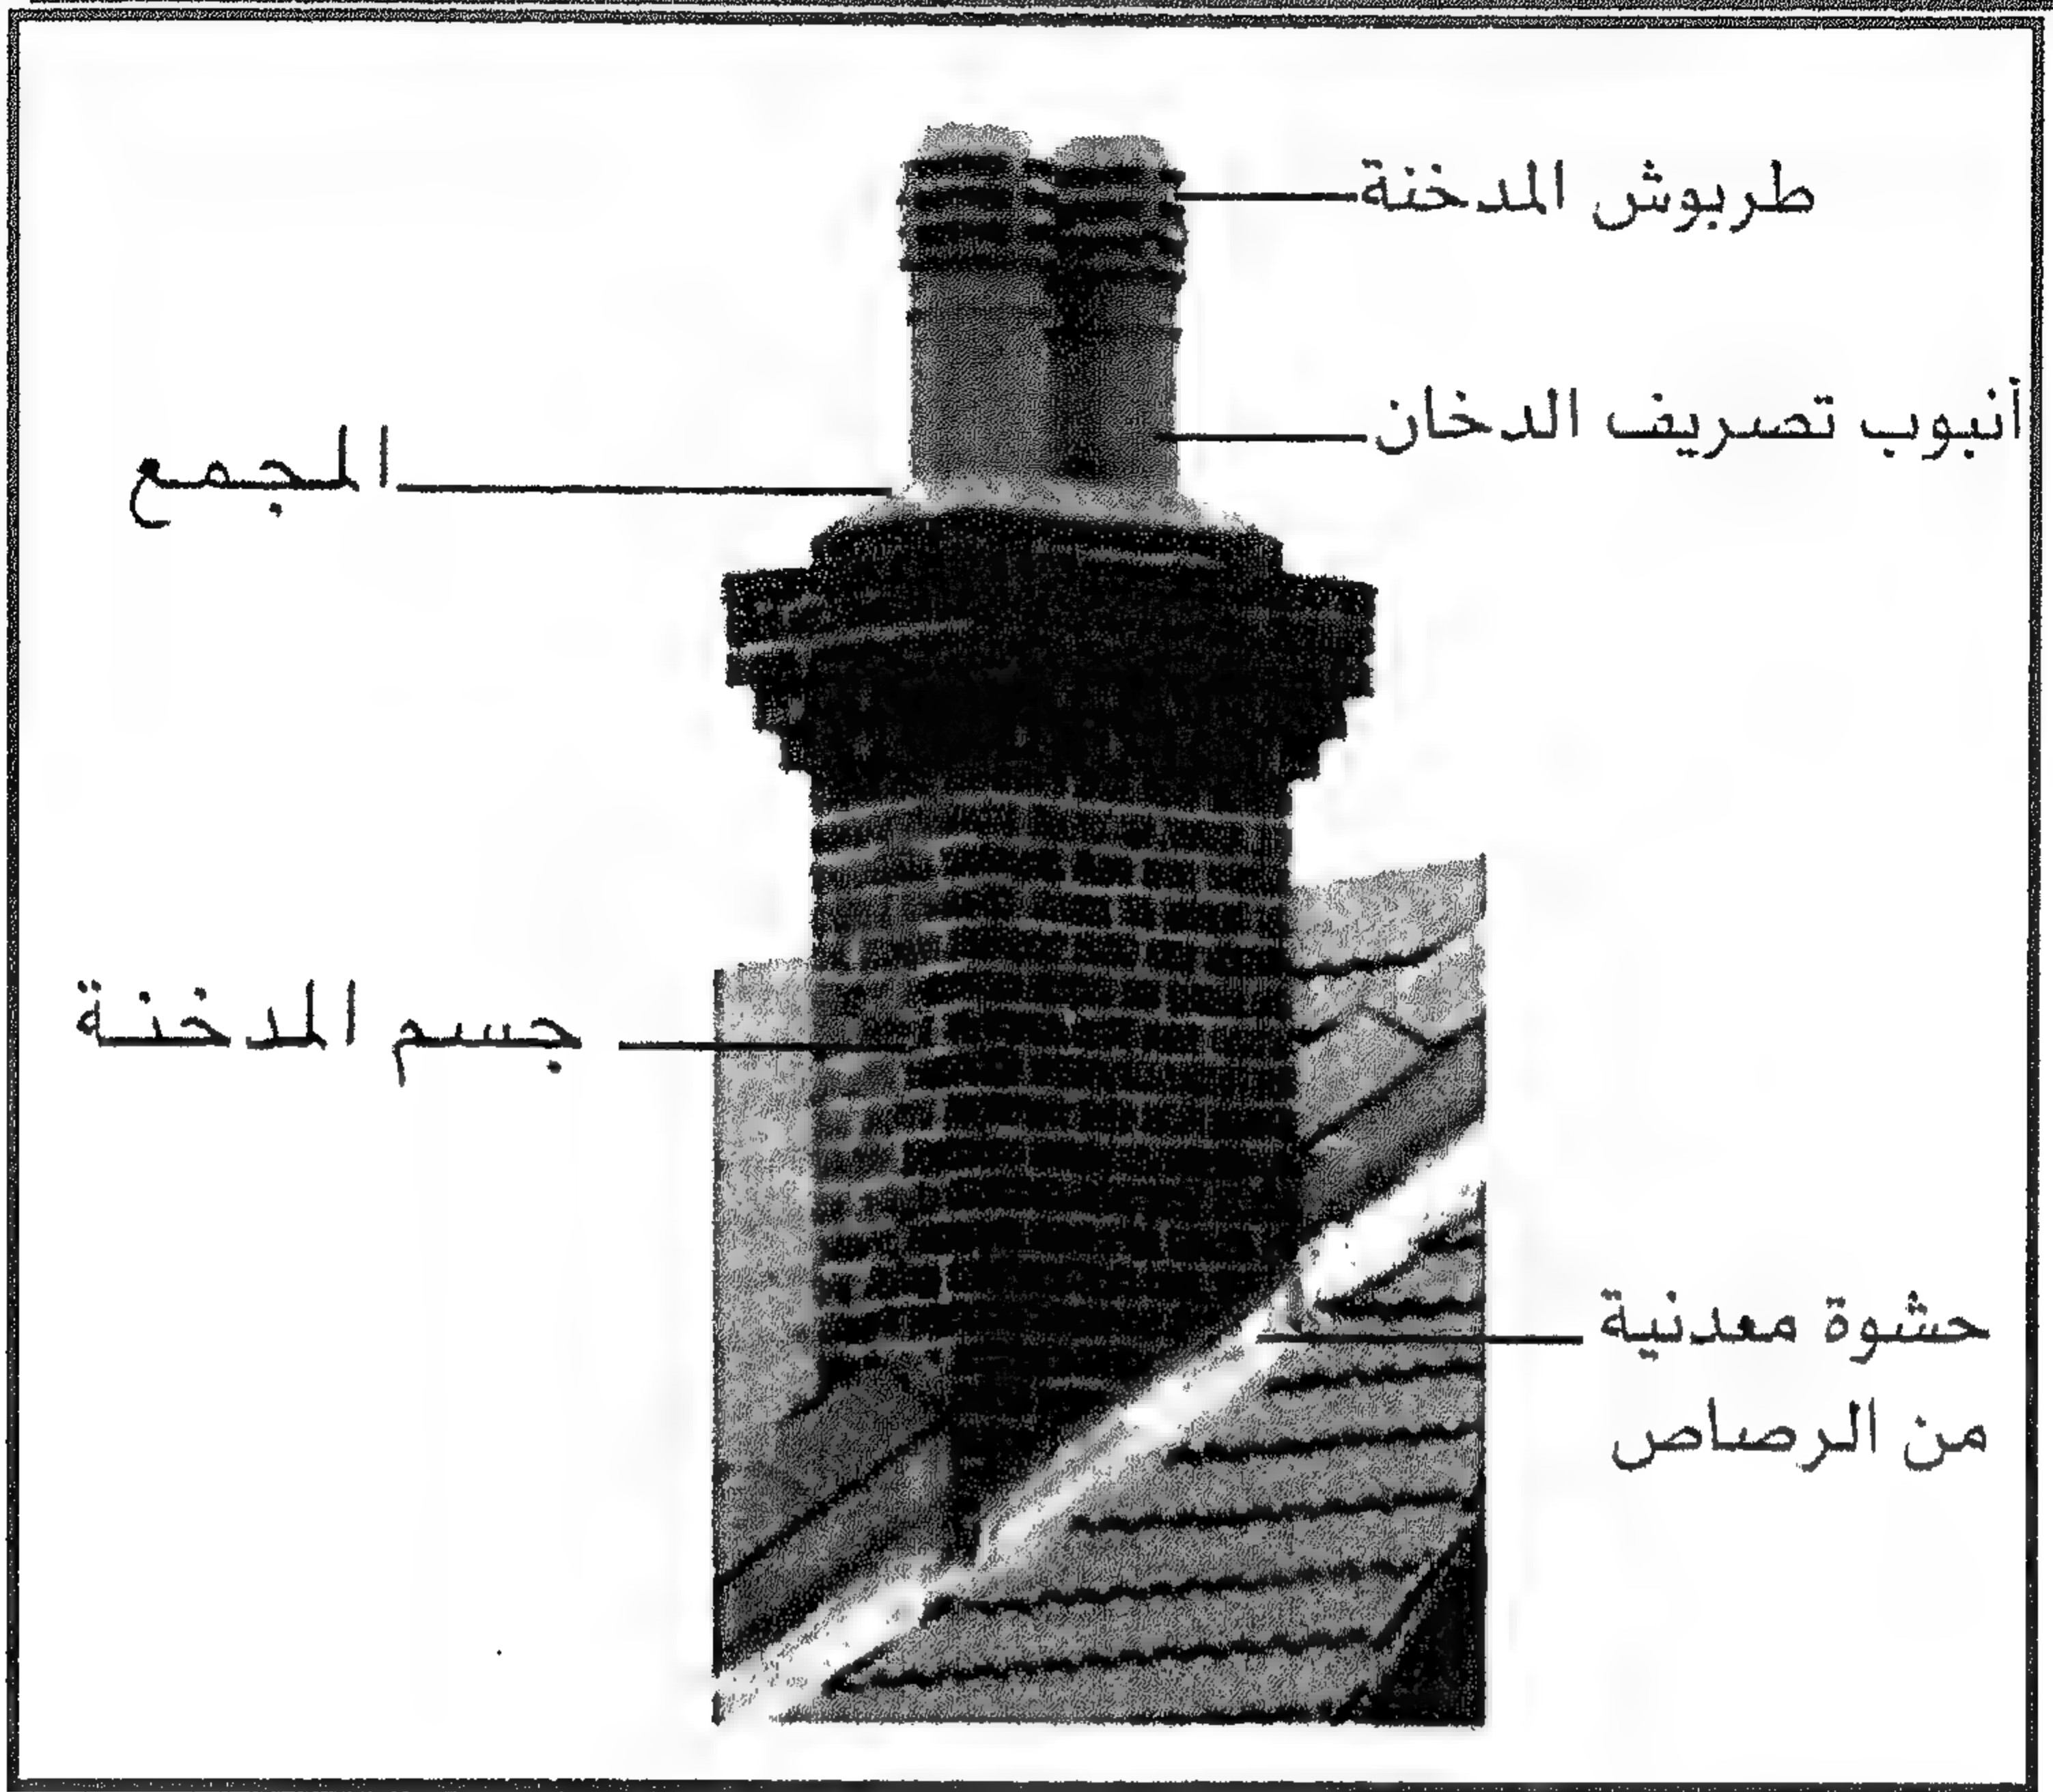 طربوش المدخنة
أنبوب تصريف الدخان
المجمع
جسم المدخنة
حشوة معدنية
من الرصاص